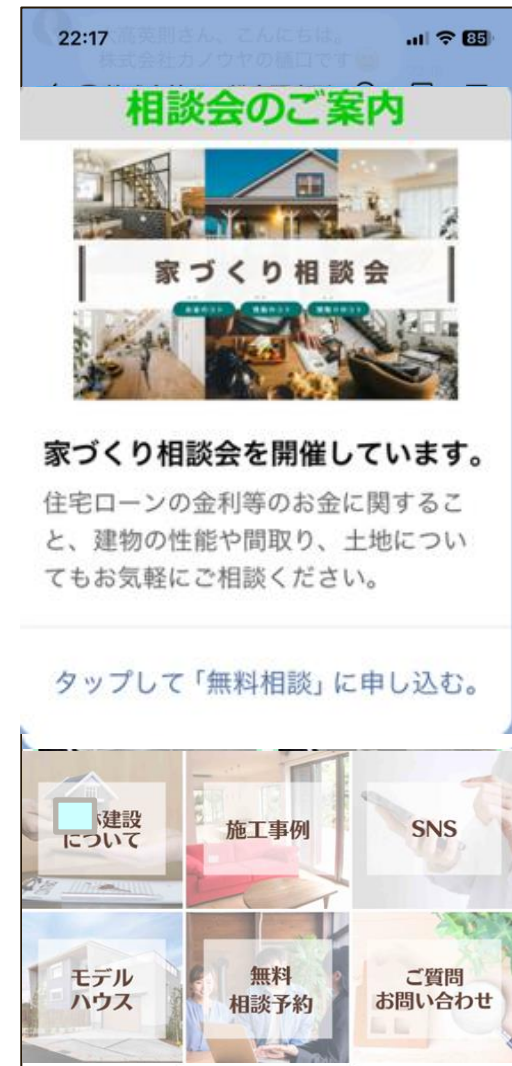 22:17
85
株式会社カノウヤの樋口です
相談会のご案内
家づくり相談会
家づくり相談会を開催しています。
住宅ローンの金利等のお金に関するこ
と、建物の性能や間取り、土地につい
てもお気軽にご相談ください。
タップして「無料相談」に申し込む。
建設
について
施工事例
SNS
モデル
ハウス
無料
相談予約
ご質問
お問い合わせ